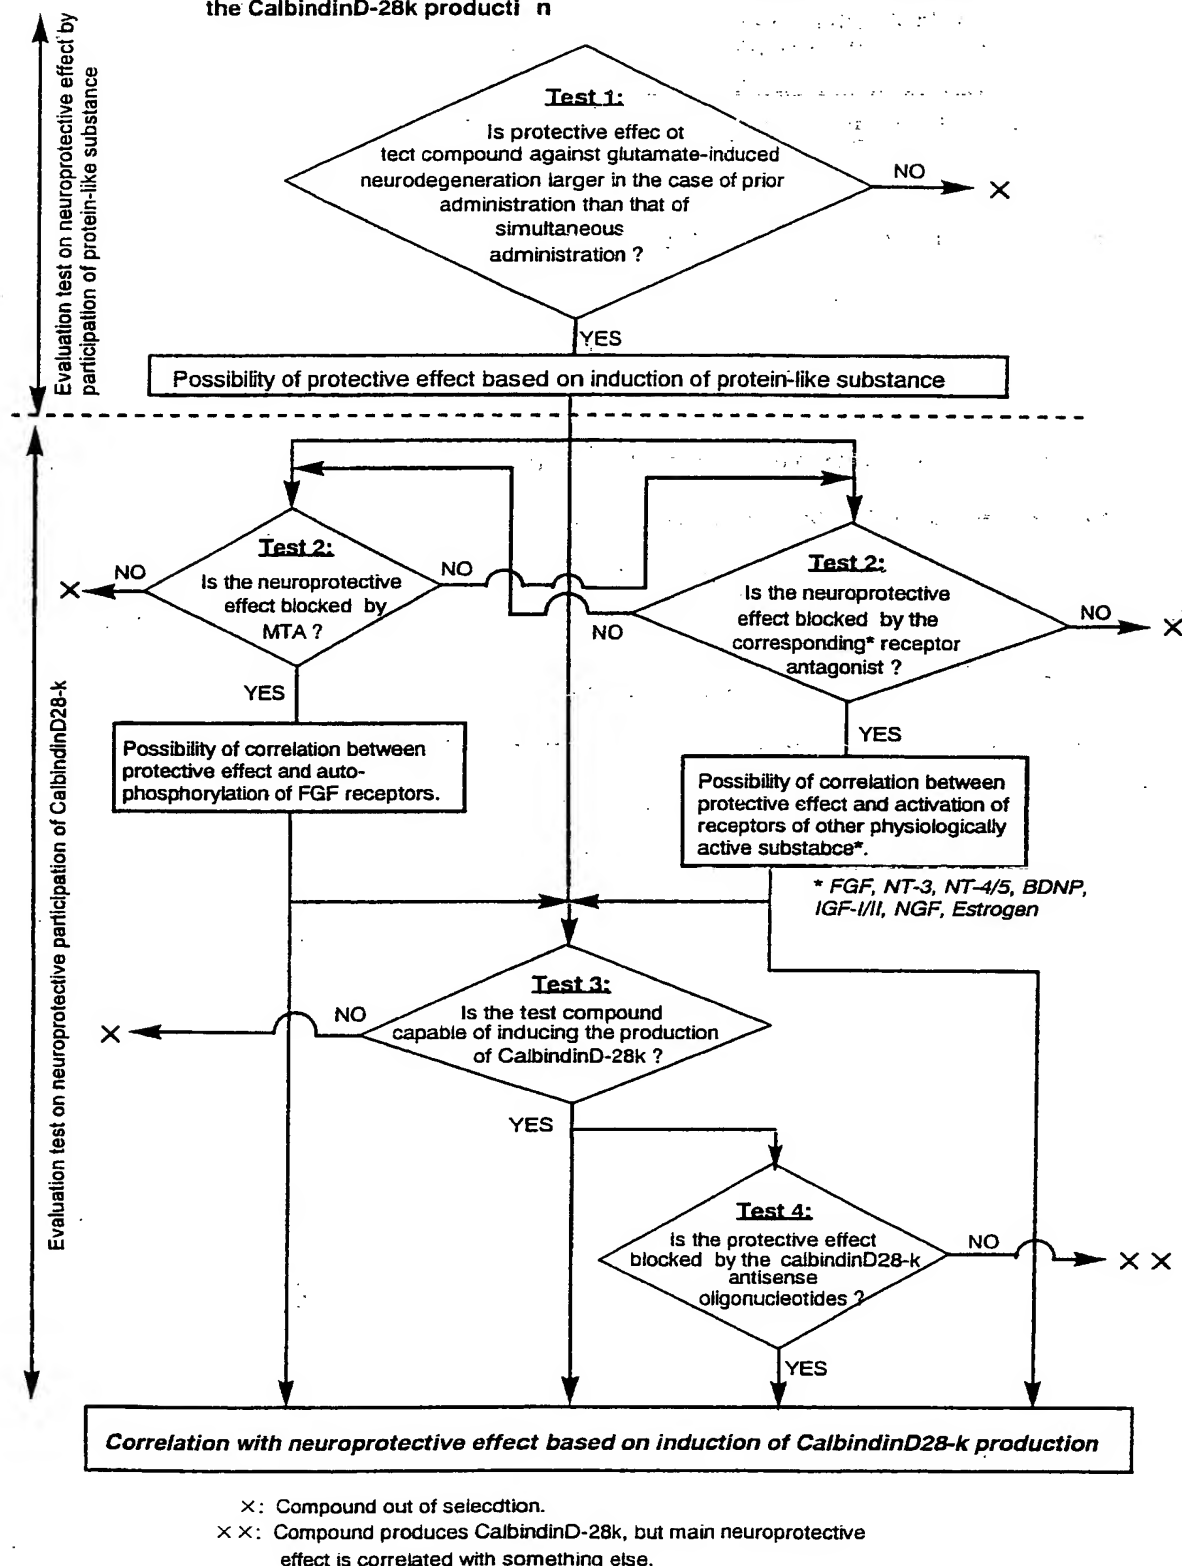 the CalbindinD-28k producti n
Evaluation test on neuroprotective effect by
participation of protein-like substance
Test 1:
Is protective effec of
tect compound against glutamate-induced
neurodegeneration larger in the case of prior
administration than that of
simultaneous
administration ?
NO
×
YES
Possibility of protective effect based on induction of protein-like substance
Evaluation test on neuroprotective participation of CalbindinD28-k
Test 2:
Is the neuroprotective
effect blocked by
MTA ?
NO
×
NO
YES
Test 2:
Is the neuroprotective
effect blocked by the
corresponding* receptor
antagonist ?
NO
NO
×
YES
Possibility of correlation between
protective effect and auto-
phosphorylation of FGF receptors.
Possibility of correlation between
protective effect and activation of
receptors of other physiologically
active substabce*.
* FGF, NT-3, NT-4/5, BDNP,
IGF-I/II, NGF, Estrogen
Test 3:
Is the test compound
capable of inducing the production
of CalbindinD-28k ?
NO
×
YES
Test 4:
Is the protective effect
blocked by the calbindinD28-k
antisense
oligonucleotides ?
NO
× ×
YES
Correlation with neuroprotective effect based on induction of CalbindinD28-k production
×: Compound out of selecdtion.
× ×: Compound produces CalbindinD-28k, but main neuroprotective
effect is correlated with something else.